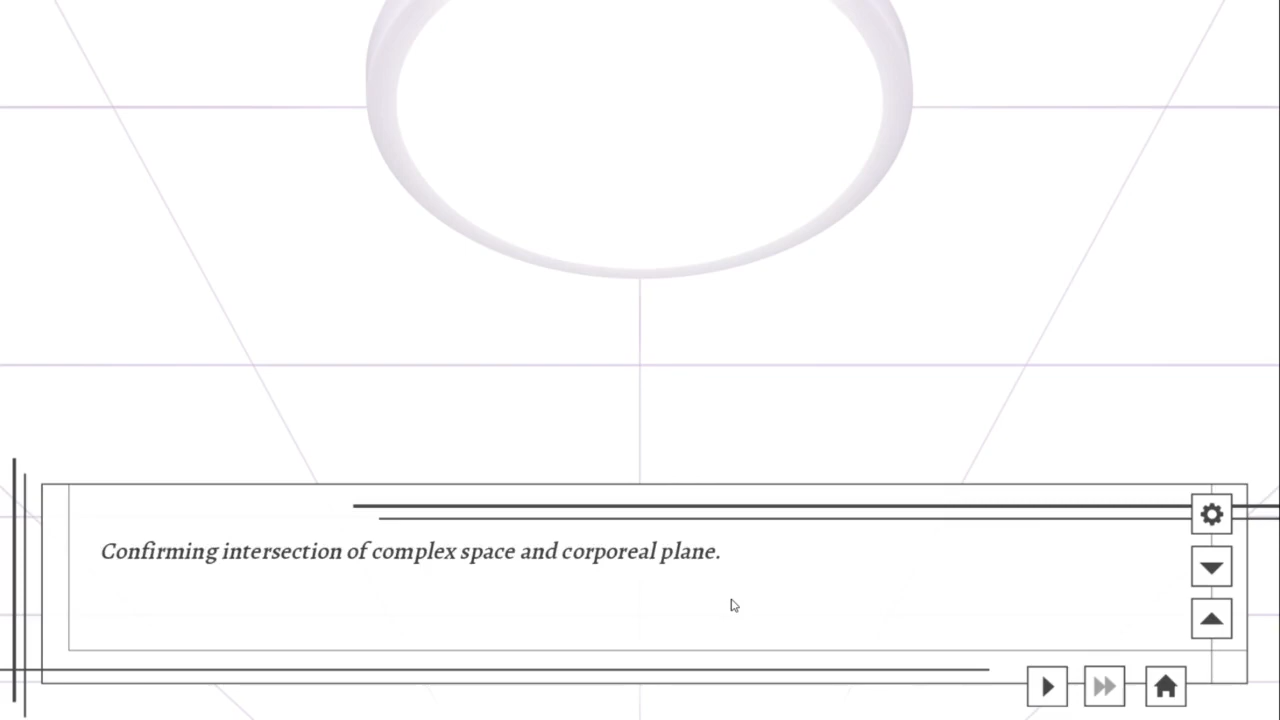 Confirming intersection of complex space and corporeal plane.